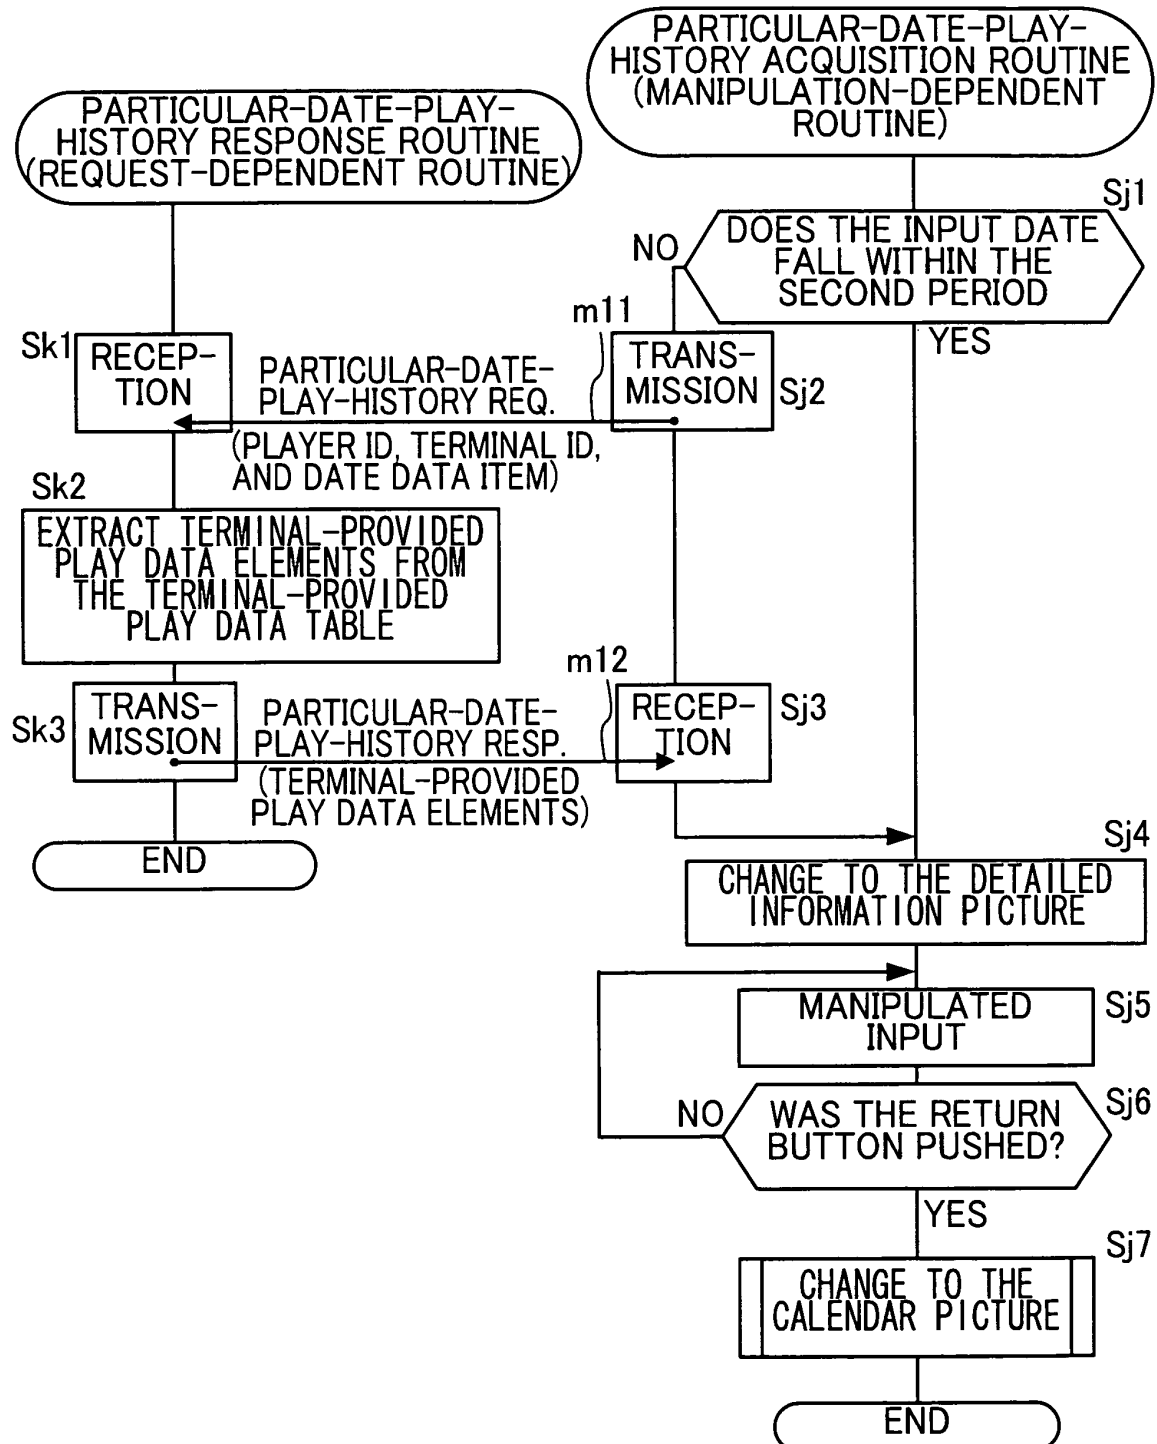 PARTICULAR-DATE-PLAY-
HISTORY ACQUISITION ROUTINE
(MANIPULATION-DEPENDENT
ROUTINE)
PARTICULAR-DATE-PLAY-
HISTORY RESPONSE ROUTINE
(REQUEST-DEPENDENT ROUTINE)
Sj1
DOES THE INPUT DATE
FALL WITHIN THE
SECOND PERIOD
NO
YES
m11
Sk1
RECEP-
TION
PARTICULAR-DATE-
PLAY-HISTORY REQ.
(PLAYER ID, TERMINAL ID,
AND DATE DATA ITEM)
TRANS-
MISSION
Sj2
Sk2
EXTRACT TERMINAL-PROVIDED
PLAY DATA ELEMENTS FROM
THE TERMINAL-PROVIDED
PLAY DATA TABLE
m12
Sk3
TRANS-
MISSION
PARTICULAR-DATE-
PLAY-HISTORY RESP.
(TERMINAL-PROVIDED
PLAY DATA ELEMENTS)
RECEP-
TION
Sj3
END
Sj4
CHANGE TO THE DETAILED
INFORMATION PICTURE
Sj5
MANIPULATED
INPUT
Sj6
NO
WAS THE RETURN
BUTTON PUSHED?
YES
Sj7
CHANGE TO THE
CALENDAR PICTURE
END